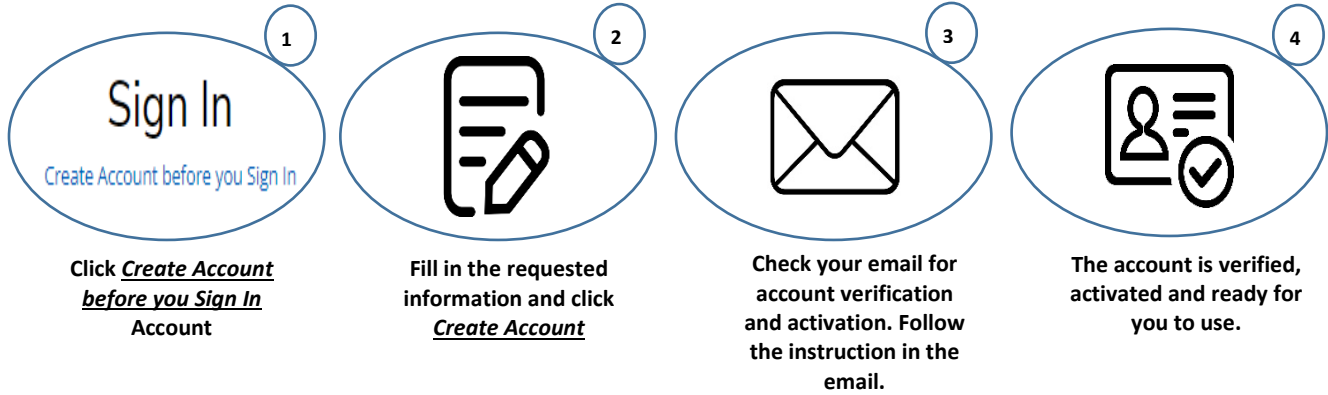 1
Sign In
Create Account before you Sign In
Click Create Account
before you Sign In
Account
2
Fill in the requested
information and click
Create Account
3
Check your email for
account verification
and activation. Follow
the instruction in the
email.
4
The account is verified,
activated and ready for
you to use.